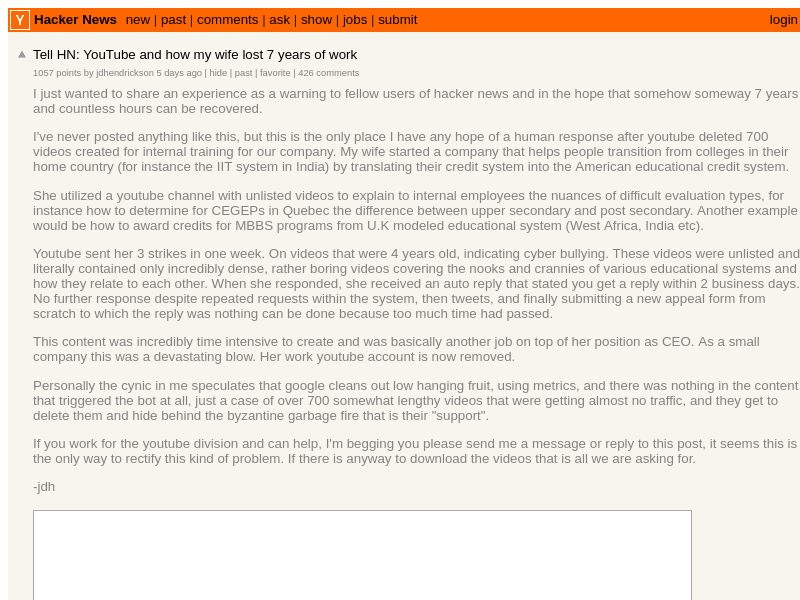 Y Hacker News new | past | comments | ask | show | jobs | submit login
Tell HN: YouTube and how my wife lost 7 years of work
1057 points by jdhendrickson 5 days ago | hide | past | favorite | 426 comments
I just wanted to share an experience as a warning to fellow users of hacker news and in the hope that somehow someway 7 years
and countless hours can be recovered.
I've never posted anything like this, but this is the only place I have any hope of a human response after youtube deleted 700
videos created for internal training for our company. My wife started a company that helps people transition from colleges in their
home country (for instance the IIT system in India) by translating their credit system into the American educational credit system.
She utilized a youtube channel with unlisted videos to explain to internal employees the nuances of difficult evaluation types, for
instance how to determine for CEGEPs in Quebec the difference between upper secondary and post secondary. Another example
would be how to award credits for MBBS programs from U.K modeled educational system (West Africa, India etc).
Youtube sent her 3 strikes in one week. On videos that were 4 years old, indicating cyber bullying. These videos were unlisted and
literally contained only incredibly dense, rather boring videos covering the nooks and crannies of various educational systems and
how they relate to each other. When she responded, she received an auto reply that stated you get a reply within 2 business days.
No further response despite repeated requests within the system, then tweets, and finally submitting a new appeal form from
scratch to which the reply was nothing can be done because too much time had passed.
This content was incredibly time intensive to create and was basically another job on top of her position as CEO. As a small
company this was a devastating blow. Her work youtube account is now removed.
Personally the cynic in me speculates that google cleans out low hanging fruit, using metrics, and there was nothing in the content
that triggered the bot at all, just a case of over 700 somewhat lengthy videos that were getting almost no traffic, and they get to
delete them and hide behind the byzantine garbage fire that is their "support".
If you work for the youtube division and can help, I'm begging you please send me a message or reply to this post, it seems this is
the only way to rectify this kind of problem. If there is anyway to download the videos that is all we are asking for.
-jdh